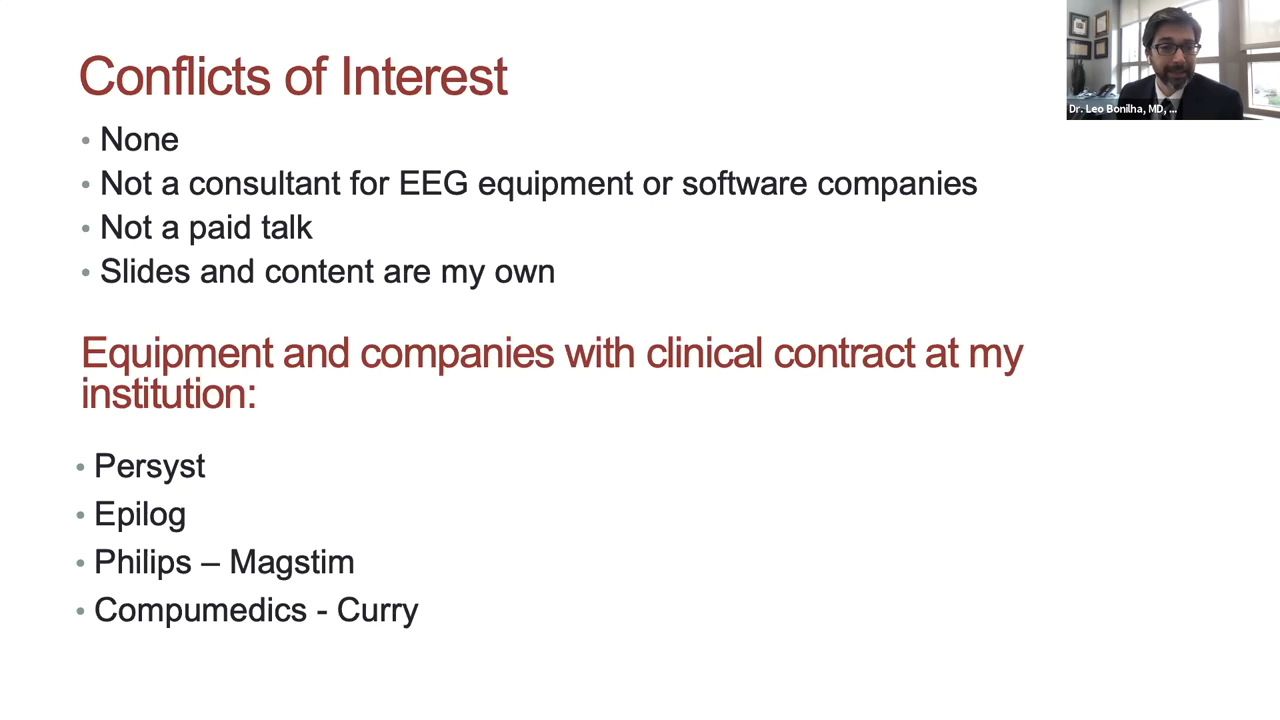 Conflicts of Interest
• None
• Not a consultant for EEG equipment or software companies
• Not a paid talk
• Slides and content are my own
Equipment and companies with clinical contract at my
institution:
• Persyst
• Epilog
• Philips – Magstim
• Compumedics - Curry
Dr. Leo Bonilha, MD, ...